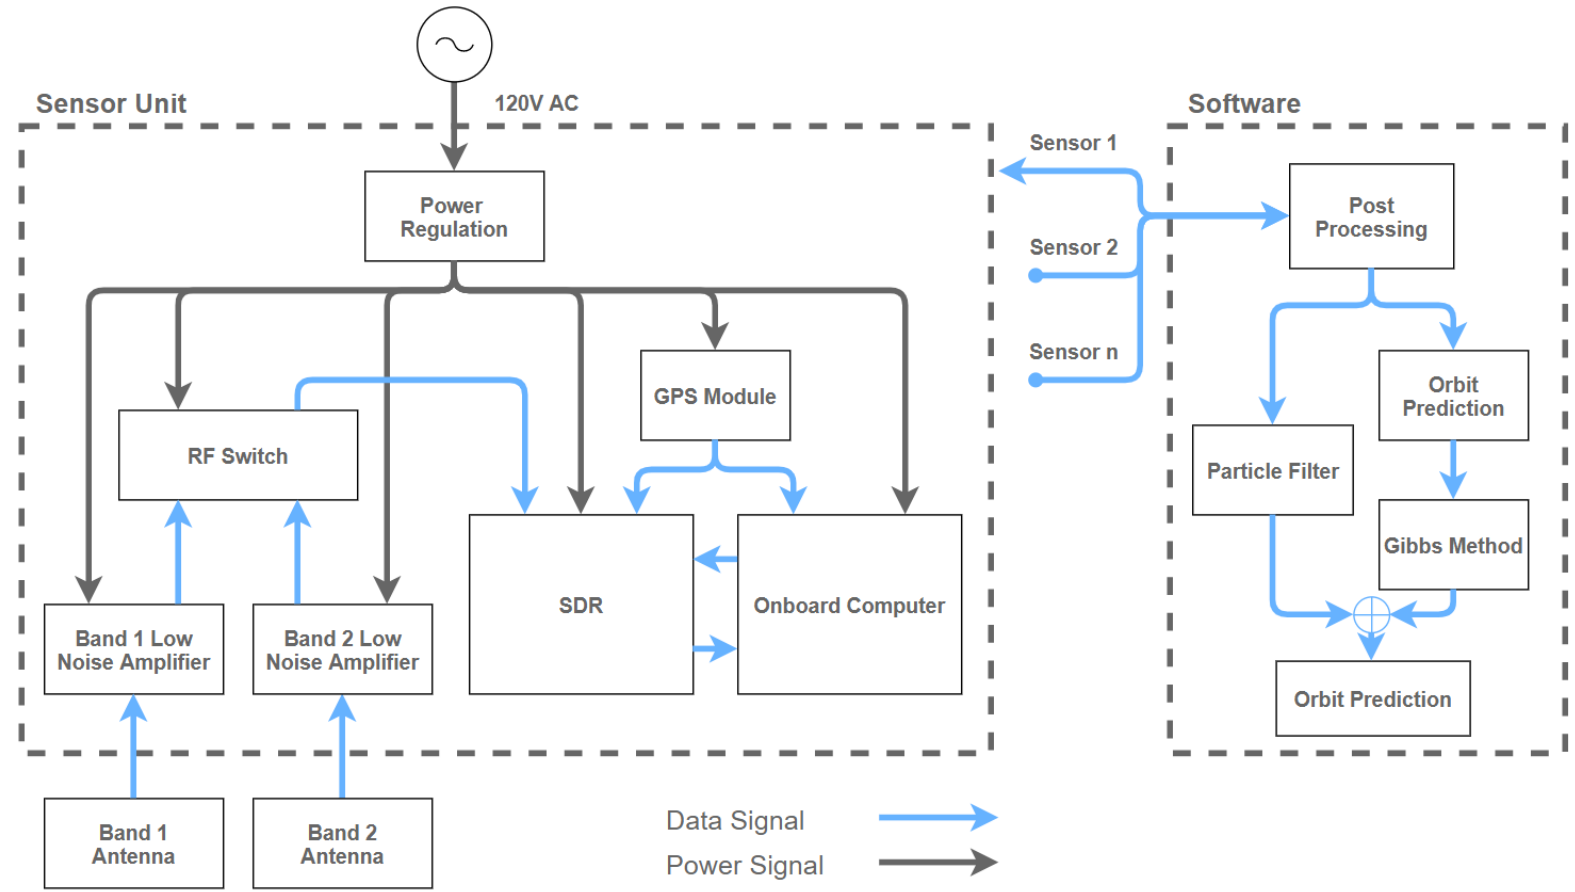 120V AC
Sensor Unit
Power
Regulation
GPS Module
RF Switch
SDR
Onboard Computer
Band 1 Low
Noise Amplifier
Band 2 Low
Noise Amplifier
Band 1
Antenna
Band 2
Antenna
Sensor 1
Sensor 2
Sensor n
Software
Post
Processing
Orbit
Prediction
Particle Filter
Gibbs Method
Orbit Prediction
Data Signal
Power Signal